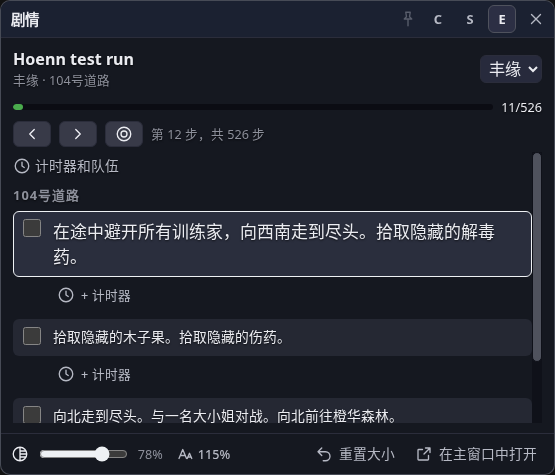 剧情
C S E
Hoenn test run
丰缘 · 104号道路
丰缘
11/526
第 12 步，共 526 步
计时器和队伍
104号道路
在途中避开所有训练家，向西南走到尽头。拾取隐藏的解毒
药。
+ 计时器
拾取隐藏的木子果。拾取隐藏的伤药。
+ 计时器
向北走到尽头。与一名大小姐对战。向北前往橙华森林。
78%
AA 115%
重置大小
在主窗口中打开